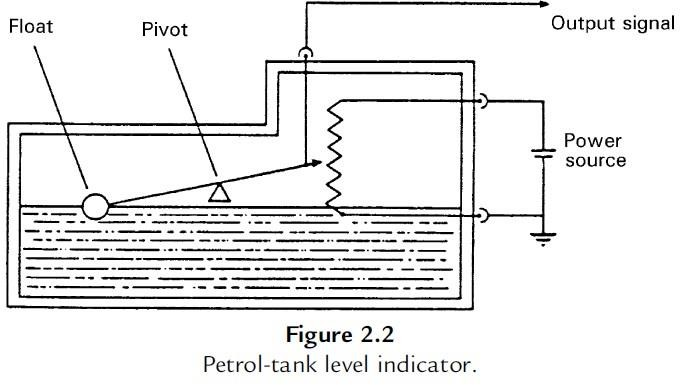 Float
Pivot
Output signal
Power
source
Figure 2.2
Petrol-tank level indicator.